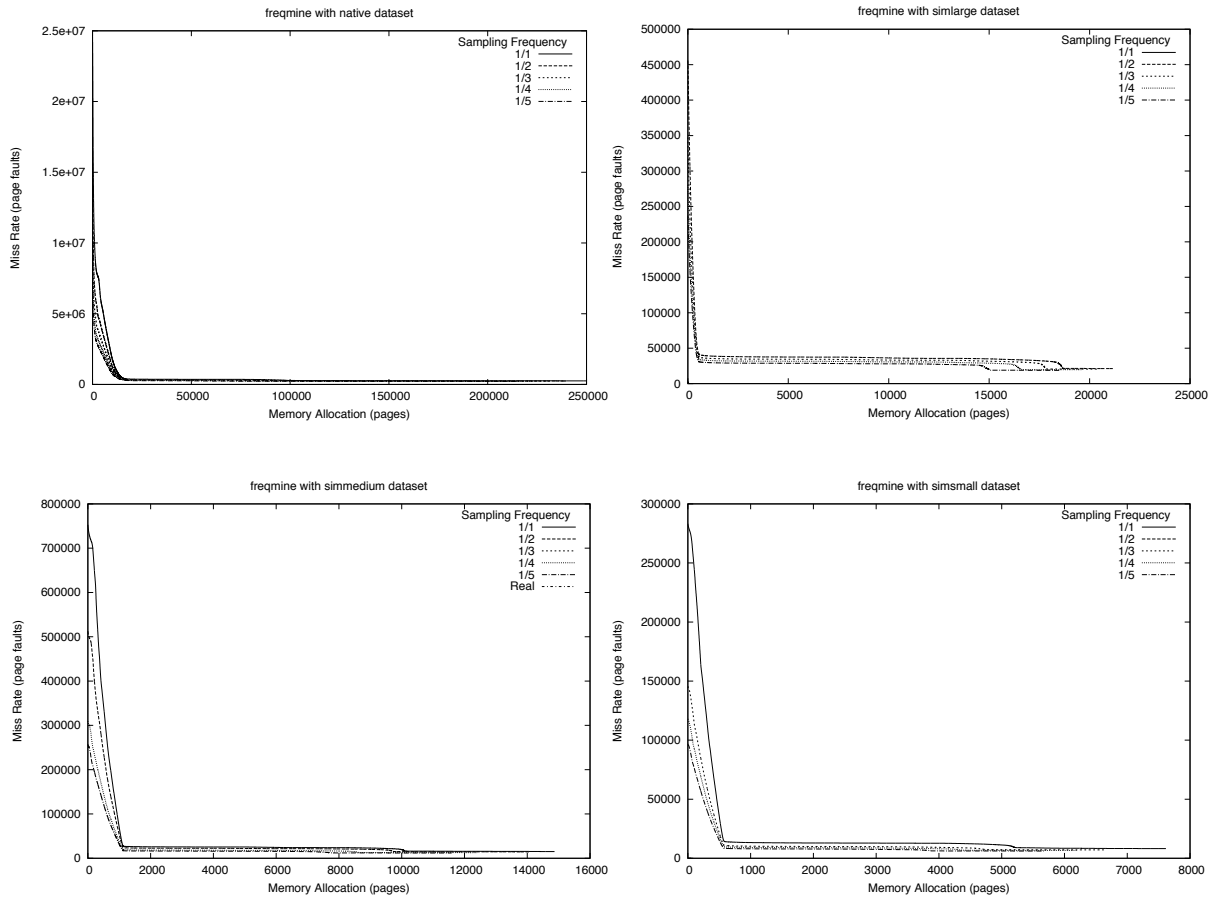 freqmine with native dataset
2.5e+07
2e+07
1.5e+07
1e+07
5e+06
0
Miss Rate (page faults)
Sampling Frequency
1/1
1/2
1/3
1/4
1/5
0 50000 100000 150000 200000 250000
Memory Allocation (pages)
freqmine with simlarge dataset
500000
450000
400000
350000
300000
250000
200000
150000
100000
50000
0
Miss Rate (page faults)
Sampling Frequency
1/1
1/2
1/3
1/4
1/5
0 5000 10000 15000 20000 25000
Memory Allocation (pages)
freqmine with simmedium dataset
800000
700000
600000
500000
400000
300000
200000
100000
0
Miss Rate (page faults)
Sampling Frequency
1/1
1/2
1/3
1/4
1/5
Real
0 2000 4000 6000 8000 10000 12000 14000 16000
Memory Allocation (pages)
freqmine with simsmall dataset
300000
250000
200000
150000
100000
50000
0
Miss Rate (page faults)
Sampling Frequency
1/1
1/2
1/3
1/4
1/5
0 1000 2000 3000 4000 5000 6000 7000 8000
Memory Allocation (pages)